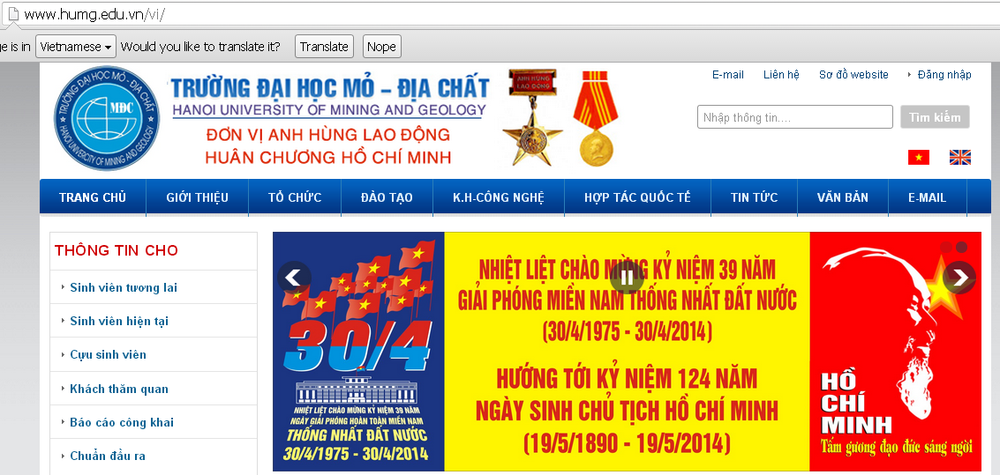 www.humg.edu.vn/vi/
ge is in Vietnamese Would you like to translate it? Translate Nope
TRƯỜNG ĐẠI HỌC MỎ - ĐỊA CHẤT
MĐC
HANOI UNIVERSITY OF MINING AND GEOLOGY
TRƯỜNG ĐẠI HỌC MỎ – ĐỊA CHẤT
HANOI UNIVERSITY OF MINING AND GEOLOGY
ĐƠN VỊ ANH HÙNG LAO ĐỘNG
HUÂN CHƯƠNG HỒ CHÍ MINH
ANH HÙNG
LAO ĐỘNG
E-mail Liên hệ Sơ đồ website Đăng nhập
Nhập thông tin.... Tìm kiếm
TRANG CHỦ GIỚI THIỆU TỔ CHỨC ĐÀO TẠO K.H-CÔNG NGHỆ HỢP TÁC QUỐC TẾ TIN TỨC VĂN BẢN E-MAIL
THÔNG TIN CHO
Sinh viên tương lai
Sinh viên hiện tại
Cựu sinh viên
Khách thăm quan
Báo cáo công khai
Chuẩn đầu ra
30/4
NHIỆT LIỆT CHÀO MỪNG KỶ NIỆM 39 NĂM
NGÀY GIẢI PHÓNG HOÀN TOÀN MIỀN NAM
THỐNG NHẤT ĐẤT NƯỚC
30/4/1975 - 30/4/2014
NHIỆT LIỆT CHÀO MỪNG KỶ NIỆM 39 NĂM
GIẢI PHÓNG MIỀN NAM THỐNG NHẤT ĐẤT NƯỚC
(30/4/1975 - 30/4/2014)
HƯỚNG TỚI KỶ NIỆM 124 NĂM
NGÀY SINH CHỦ TỊCH HỒ CHÍ MINH
(19/5/1890 - 19/5/2014)
HỒ
CHÍ
MINH
Tấm gương đạo đức sáng ngời